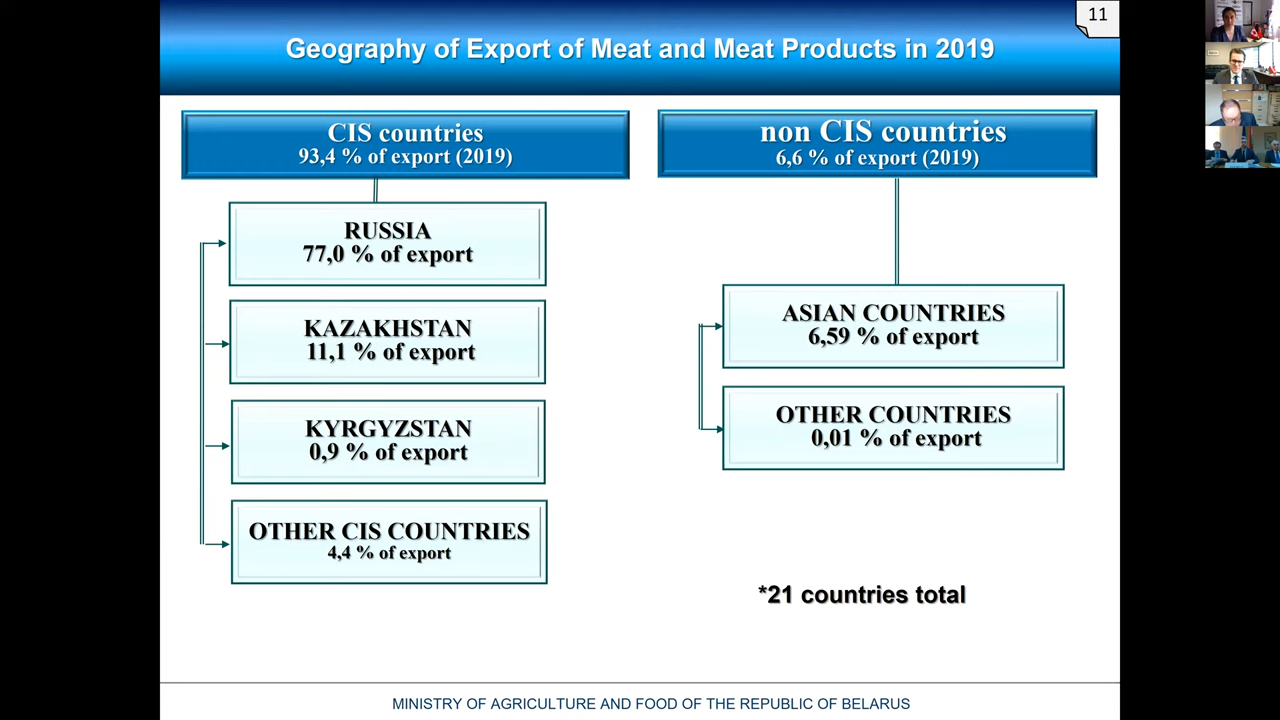 11
Geography of Export of Meat and Meat Products in 2019
CIS countries
93,4 % of export (2019)
RUSSIA
77,0 % of export
KAZAKHSTAN
11,1 % of export
KYRGYZSTAN
0,9 % of export
OTHER CIS COUNTRIES
4,4 % of export
non CIS countries
6,6 % of export (2019)
ASIAN COUNTRIES
6,59 % of export
OTHER COUNTRIES
0,01 % of export
*21 countries total
MINISTRY OF AGRICULTURE AND FOOD OF THE REPUBLIC OF BELARUS